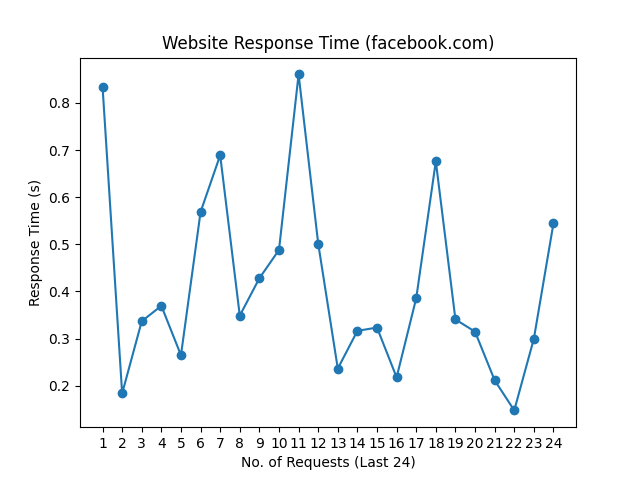 Website Response Time (facebook.com)
Response Time (s)
0.8
0.7
0.6
0.5
0.4
0.3
0.2
1 2 3 4 5 6 7 8 9 10 11 12 13 14 15 16 17 18 19 20 21 22 23 24
No. of Requests (Last 24)